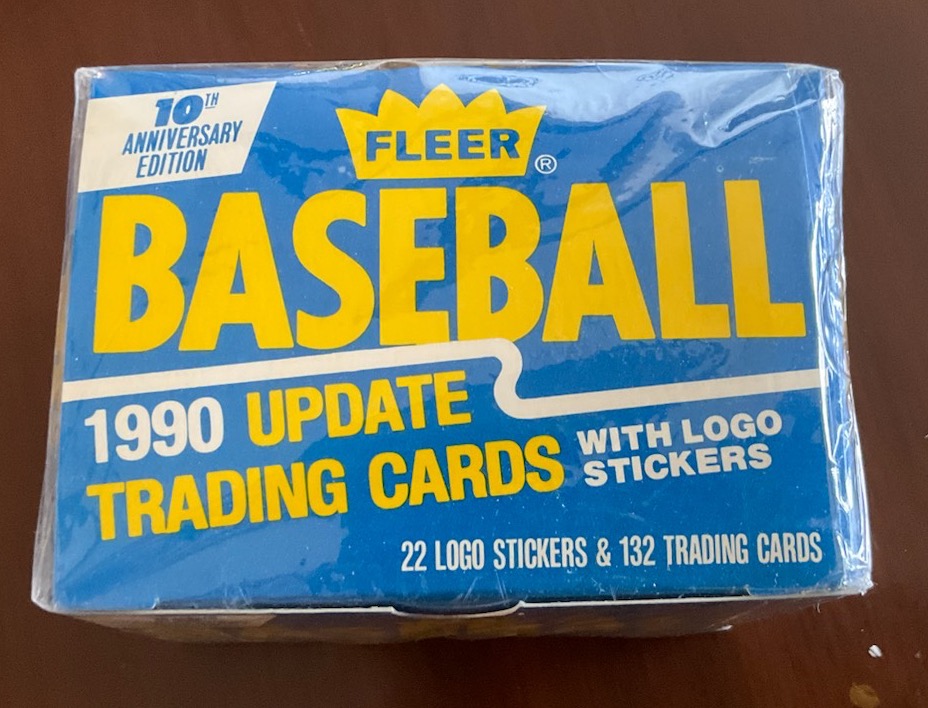 10TH
ANNIVERSARY
EDITION
FLEER®
BASEBALL
1990 UPDATE
TRADING CARDS
WITH LOGO
STICKERS
22 LOGO STICKERS & 132 TRADING CARDS